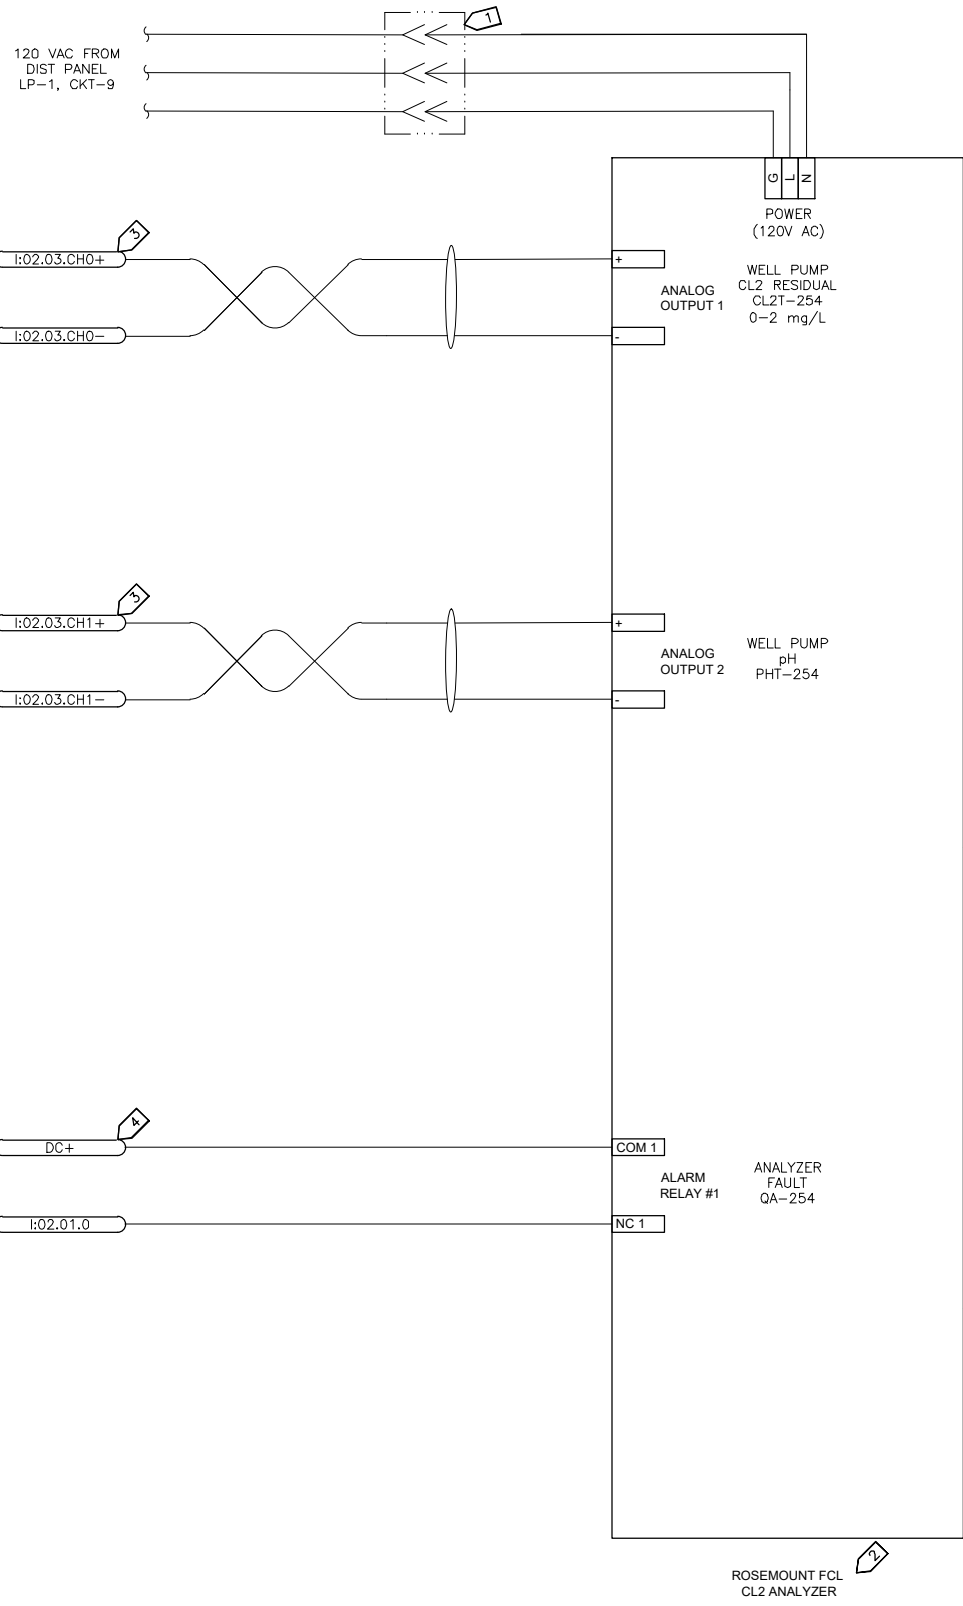 1
120 VAC FROM
DIST PANEL
LP-1, CKT-9
G L N
POWER
(120V AC)
3
I:02.03.CH0+
+
ANALOG
OUTPUT 1
WELL PUMP
CL2 RESIDUAL
CL2T-254
0-2 mg/L
I:02.03.CH0-
-
3
I:02.03.CH1+
+
ANALOG
OUTPUT 2
WELL PUMP
pH
PHT-254
I:02.03.CH1-
-
4
DC+
COM 1
ALARM
RELAY #1
ANALYZER
FAULT
QA-254
I:02.01.0
NC 1
2
ROSEMOUNT FCL
CL2 ANALYZER